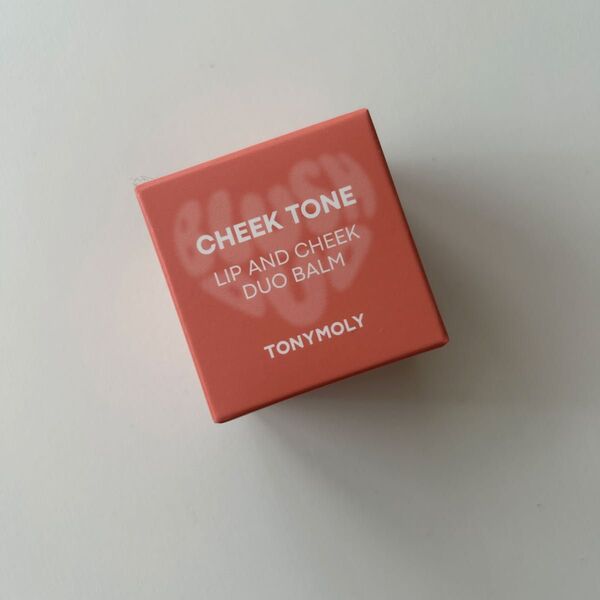 CHEEK TONE
LIP AND CHEEK
DUO BALM
TONYMOLY